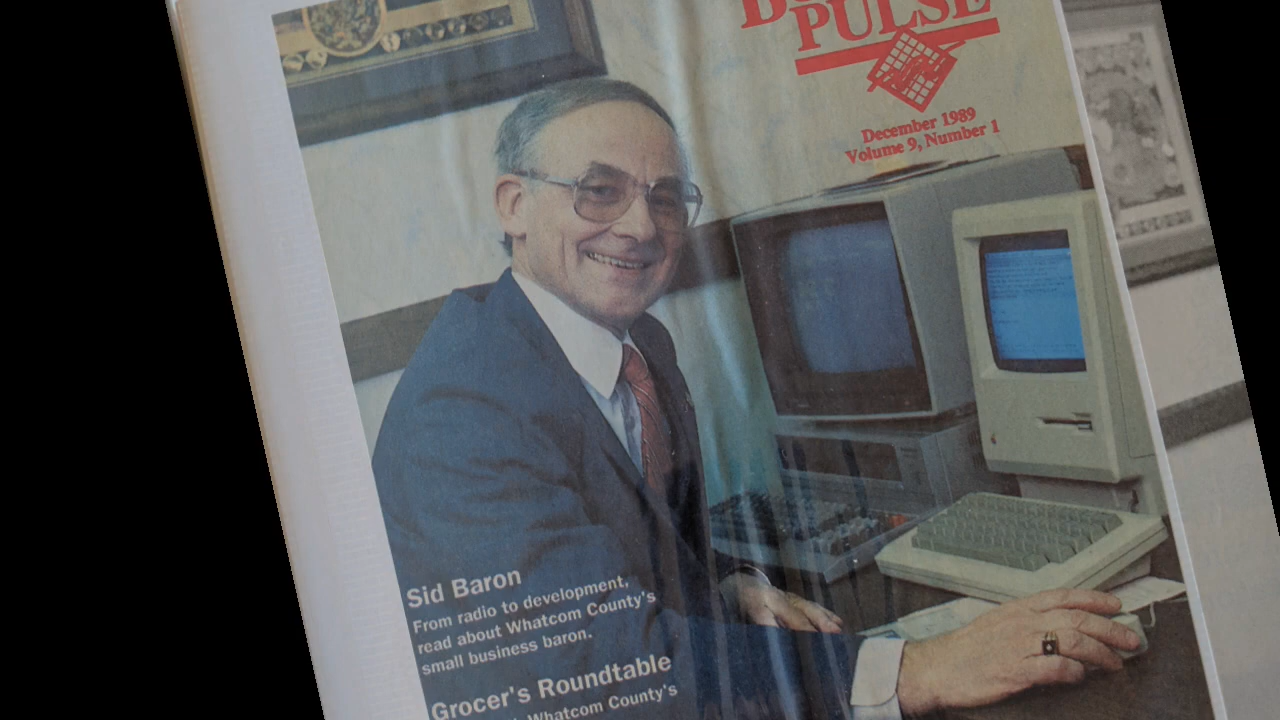 PULSE
December 1989
Volume 9, Number 1
Sid Baron
From radio to development,
read about Whatcom County's
small business baron.
Grocer's Roundtable
Whatcom County's